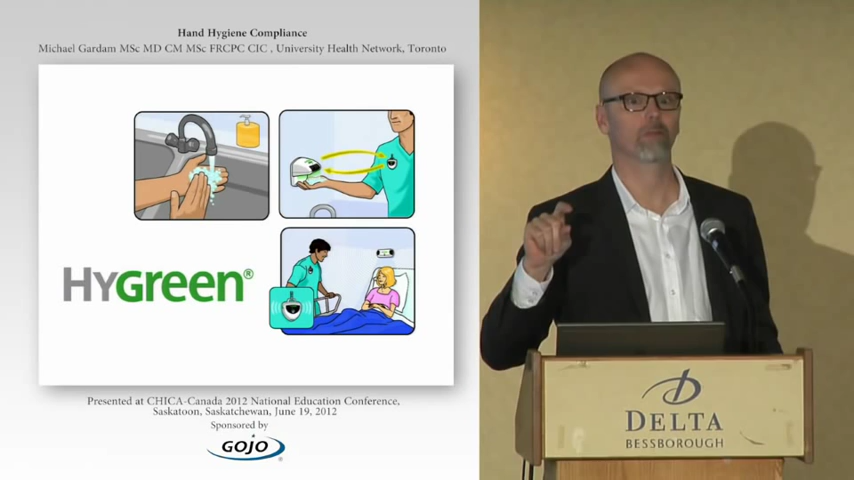 Hand Hygiene Compliance
Michael Gardam MSc MD CM MSc FRCPC CIC , University Health Network, Toronto
HyGreen®
Presented at CHICA-Canada 2012 National Education Conference,
Saskatoon, Saskatchewan, June 19, 2012
Sponsored by
GOJO®
DELTA
BESSBOROUGH